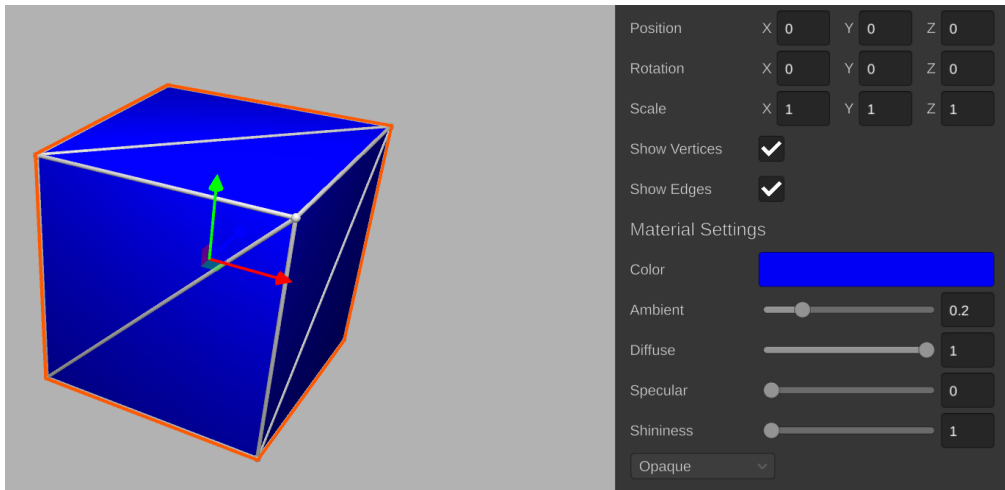 Position X 0 Y 0 Z 0
Rotation X 0 Y 0 Z 0
Scale X 1 Y 1 Z 1
Show Vertices
Show Edges
Material Settings
Color
Ambient 0.2
Diffuse 1
Specular 0
Shininess 1
Opaque